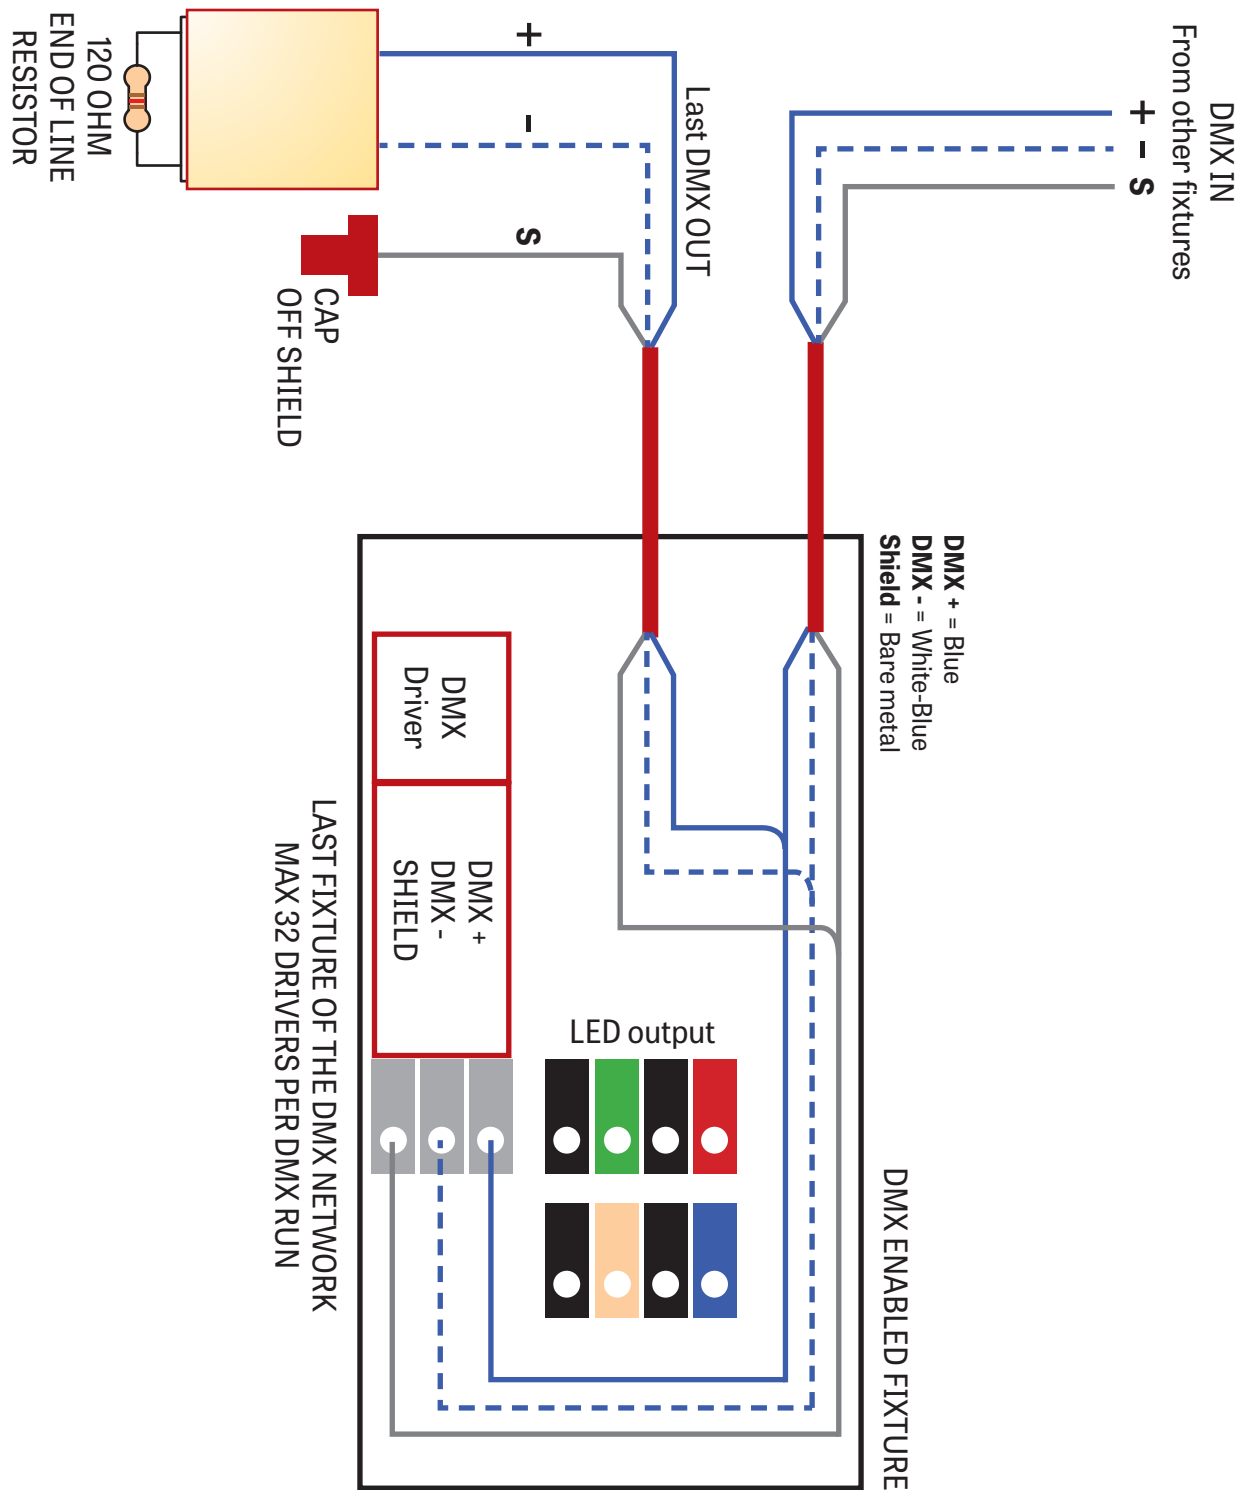 DMX IN
From other fixtures
+
-
S
Last DMX OUT
+
-
S
120 OHM
END OF LINE
RESISTOR
CAP
OFF SHIELD
DMX + = Blue
DMX - = White-Blue
Shield = Bare metal
DMX ENABLED FIXTURE
DMX
Driver
DMX +
DMX -
SHIELD
LED output
LAST FIXTURE OF THE DMX NETWORK
MAX 32 DRIVERS PER DMX RUN